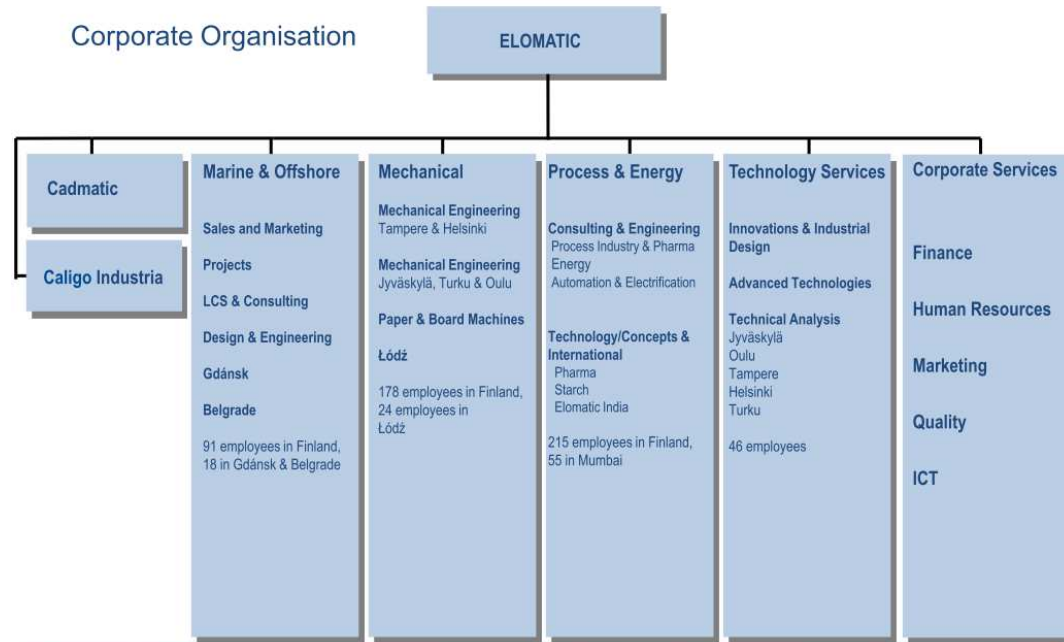 Corporate Organisation
ELOMATIC
Cadmatic
Caligo Industria
Marine & Offshore
Sales and Marketing
Projects
LCS & Consulting
Design & Engineering
Gdánsk
Belgrade
91 employees in Finland,
18 in Gdánsk & Belgrade
Mechanical
Mechanical Engineering
Tampere & Helsinki
Mechanical Engineering
Jyväskylä, Turku & Oulu
Paper & Board Machines
Łódź
178 employees in Finland,
24 employees in
Łódź
Process & Energy
Consulting & Engineering
Process Industry & Pharma
Energy
Automation & Electrification
Technology/Concepts &
International
Pharma
Starch
Elomatic India
215 employees in Finland,
55 in Mumbai
Technology Services
Innovations & Industrial
Design
Advanced Technologies
Technical Analysis
Jyväskylä
Oulu
Tampere
Helsinki
Turku
46 employees
Corporate Services
Finance
Human Resources
Marketing
Quality
ICT